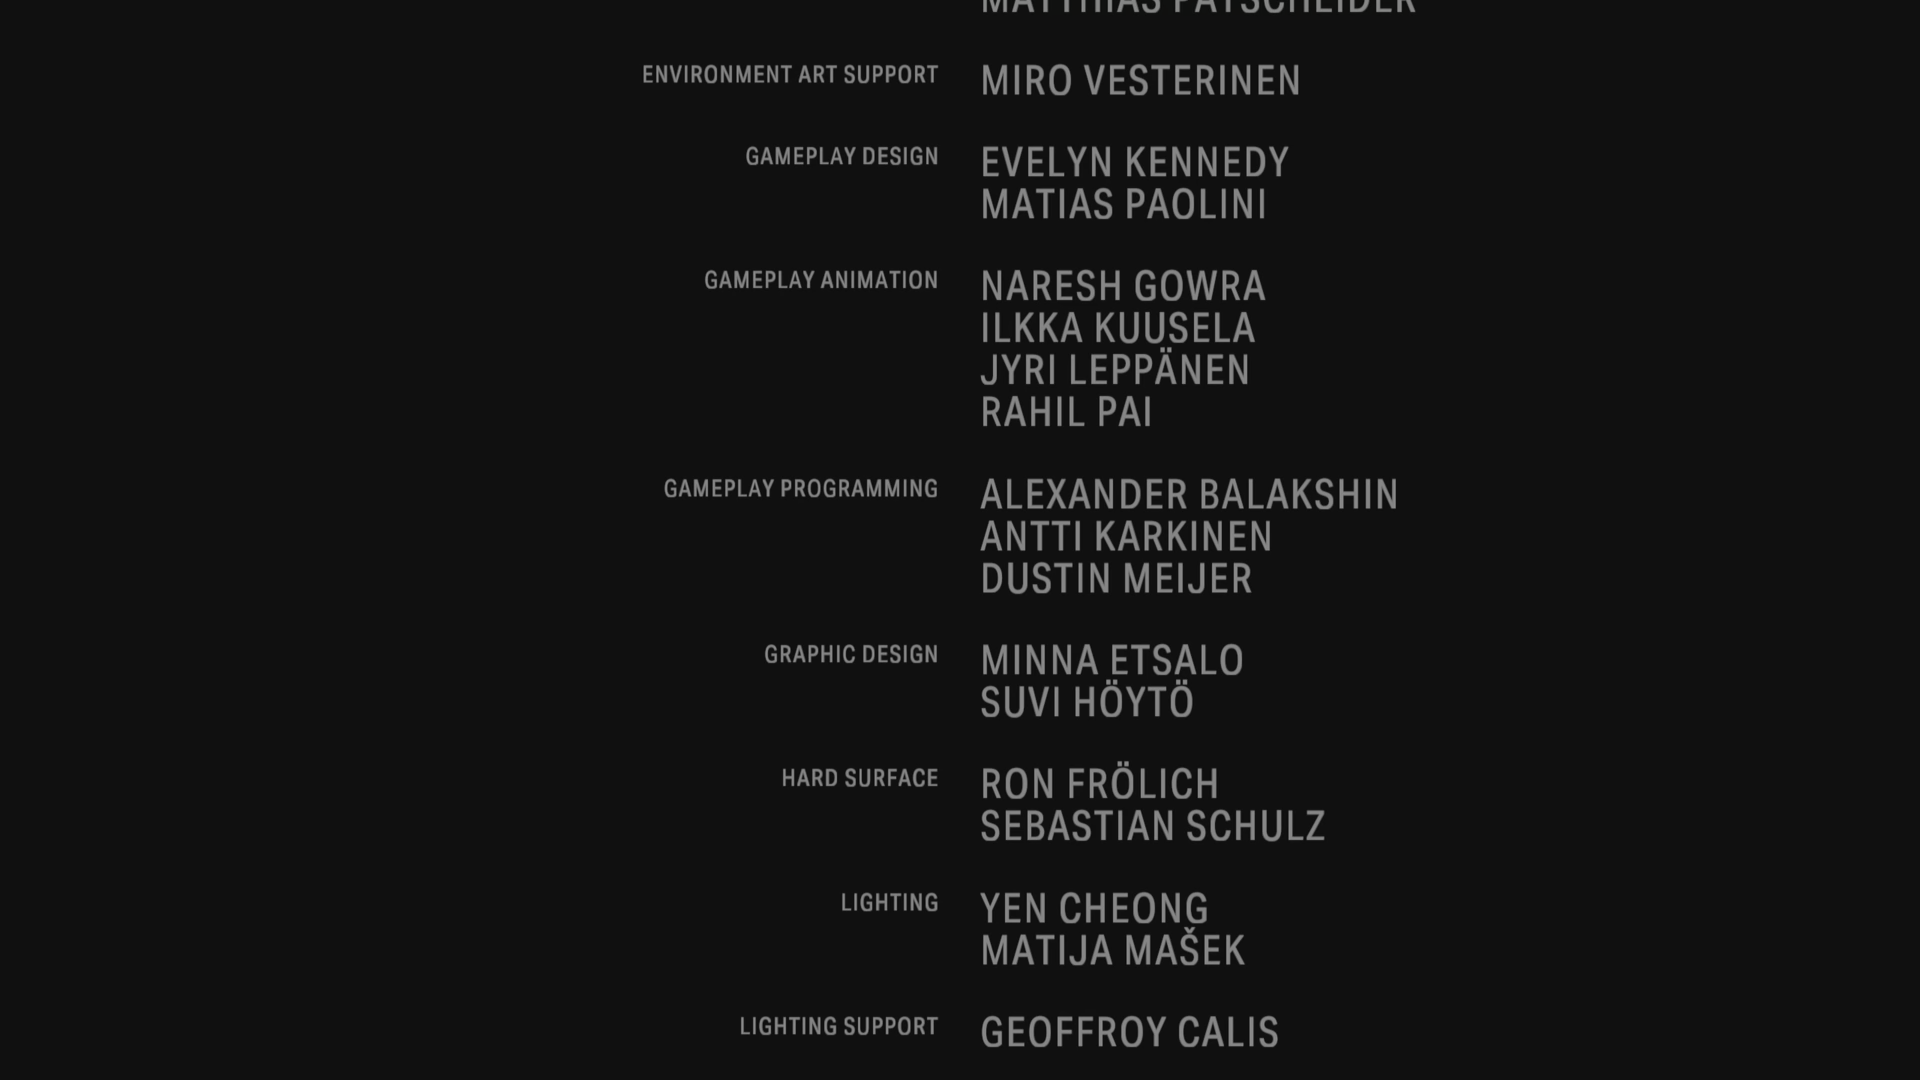 MATTHIAS PATSCHEIDER
ENVIRONMENT ART SUPPORT MIRO VESTERINEN
GAMEPLAY DESIGN EVELYN KENNEDY
MATIAS PAOLINI
GAMEPLAY ANIMATION NARESH GOWRA
ILKKA KUUSELA
JYRI LEPPÄNEN
RAHIL PAI
GAMEPLAY PROGRAMMING ALEXANDER BALAKSHIN
ANTTI KARKINEN
DUSTIN MEIJER
GRAPHIC DESIGN MINNA ETSALO
SUVI HÖYTÖ
HARD SURFACE RON FRÖLICH
SEBASTIAN SCHULZ
LIGHTING YEN CHEONG
MATIJA MAŠEK
LIGHTING SUPPORT GEOFFROY CALIS